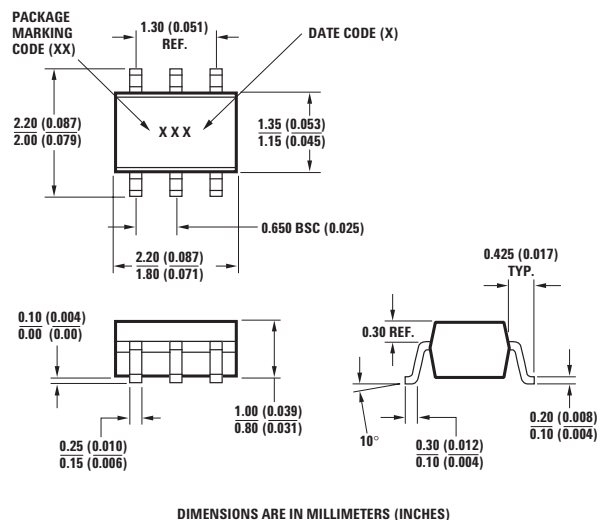 PACKAGE
MARKING
CODE (XX)
1.30 (0.051)
REF.
DATE CODE (X)
2.20 (0.087)
2.00 (0.079)
X X X
1.35 (0.053)
1.15 (0.045)
0.650 BSC (0.025)
2.20 (0.087)
1.80 (0.071)
0.425 (0.017)
TYP.
0.10 (0.004)
0.00 (0.00)
0.30 REF.
1.00 (0.039)
0.80 (0.031)
0.25 (0.010)
0.15 (0.006)
10°
0.30 (0.012)
0.10 (0.004)
0.20 (0.008)
0.10 (0.004)
DIMENSIONS ARE IN MILLIMETERS (INCHES)